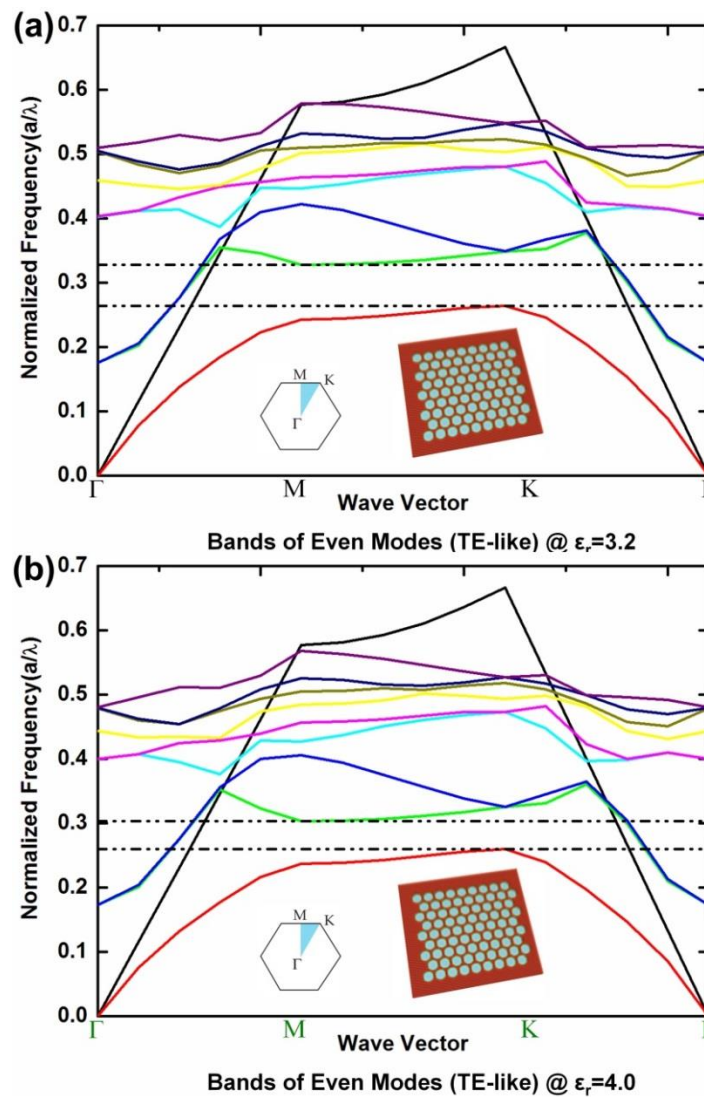 (a)
0.7
0.6
0.5
0.4
0.3
0.2
0.1
0.0
Normalized Frequency(a/λ)
M
K
Γ
Γ
M
K
Wave Vector
Bands of Even Modes (TE-like) @ εr=3.2
(b)
0.7
0.6
0.5
0.4
0.3
0.2
0.1
0.0
Normalized Frequency(a/λ)
M
K
Γ
Γ
M
K
Wave Vector
Bands of Even Modes (TE-like) @ εr=4.0